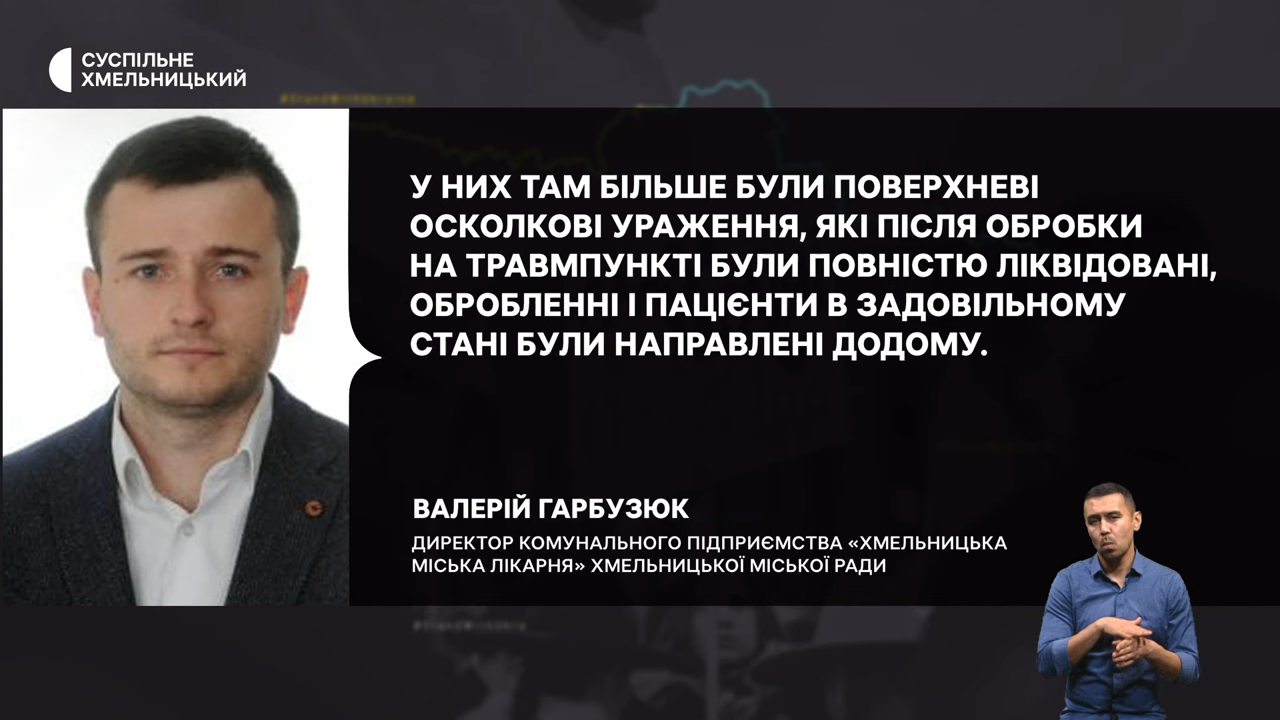 СУСПІЛЬНЕ
ХМЕЛЬНИЦЬКИЙ
У НИХ ТАМ БІЛЬШЕ БУЛИ ПОВЕРХНЕВІ
ОСКОЛКОВІ УРАЖЕННЯ, ЯКІ ПІСЛЯ ОБРОБКИ
НА ТРАВМПУНКТІ БУЛИ ПОВНІСТЮ ЛІКВІДОВАНІ,
ОБРОБЛЕННІ І ПАЦІЄНТИ В ЗАДОВІЛЬНОМУ
СТАНІ БУЛИ НАПРАВЛЕНІ ДОДОМУ.
ВАЛЕРІЙ ГАРБУЗЮК
ДИРЕКТОР КОМУНАЛЬНОГО ПІДПРИЄМСТВА «ХМЕЛЬНИЦЬКА
МІСЬКА ЛІКАРНЯ» ХМЕЛЬНИЦЬКОЇ МІСЬКОЇ РАДИ